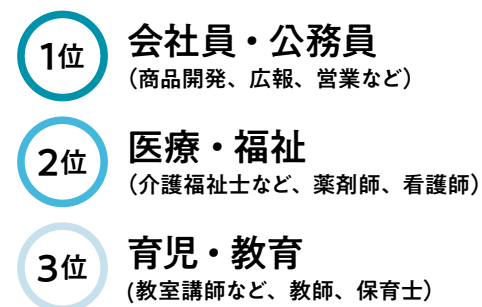 1位 会社員・公務員
（商品開発、広報、営業など）
2位 医療・福祉
（介護福祉士など、薬剤師、看護師）
3位 育児・教育
(教室講師など、教師、保育士）